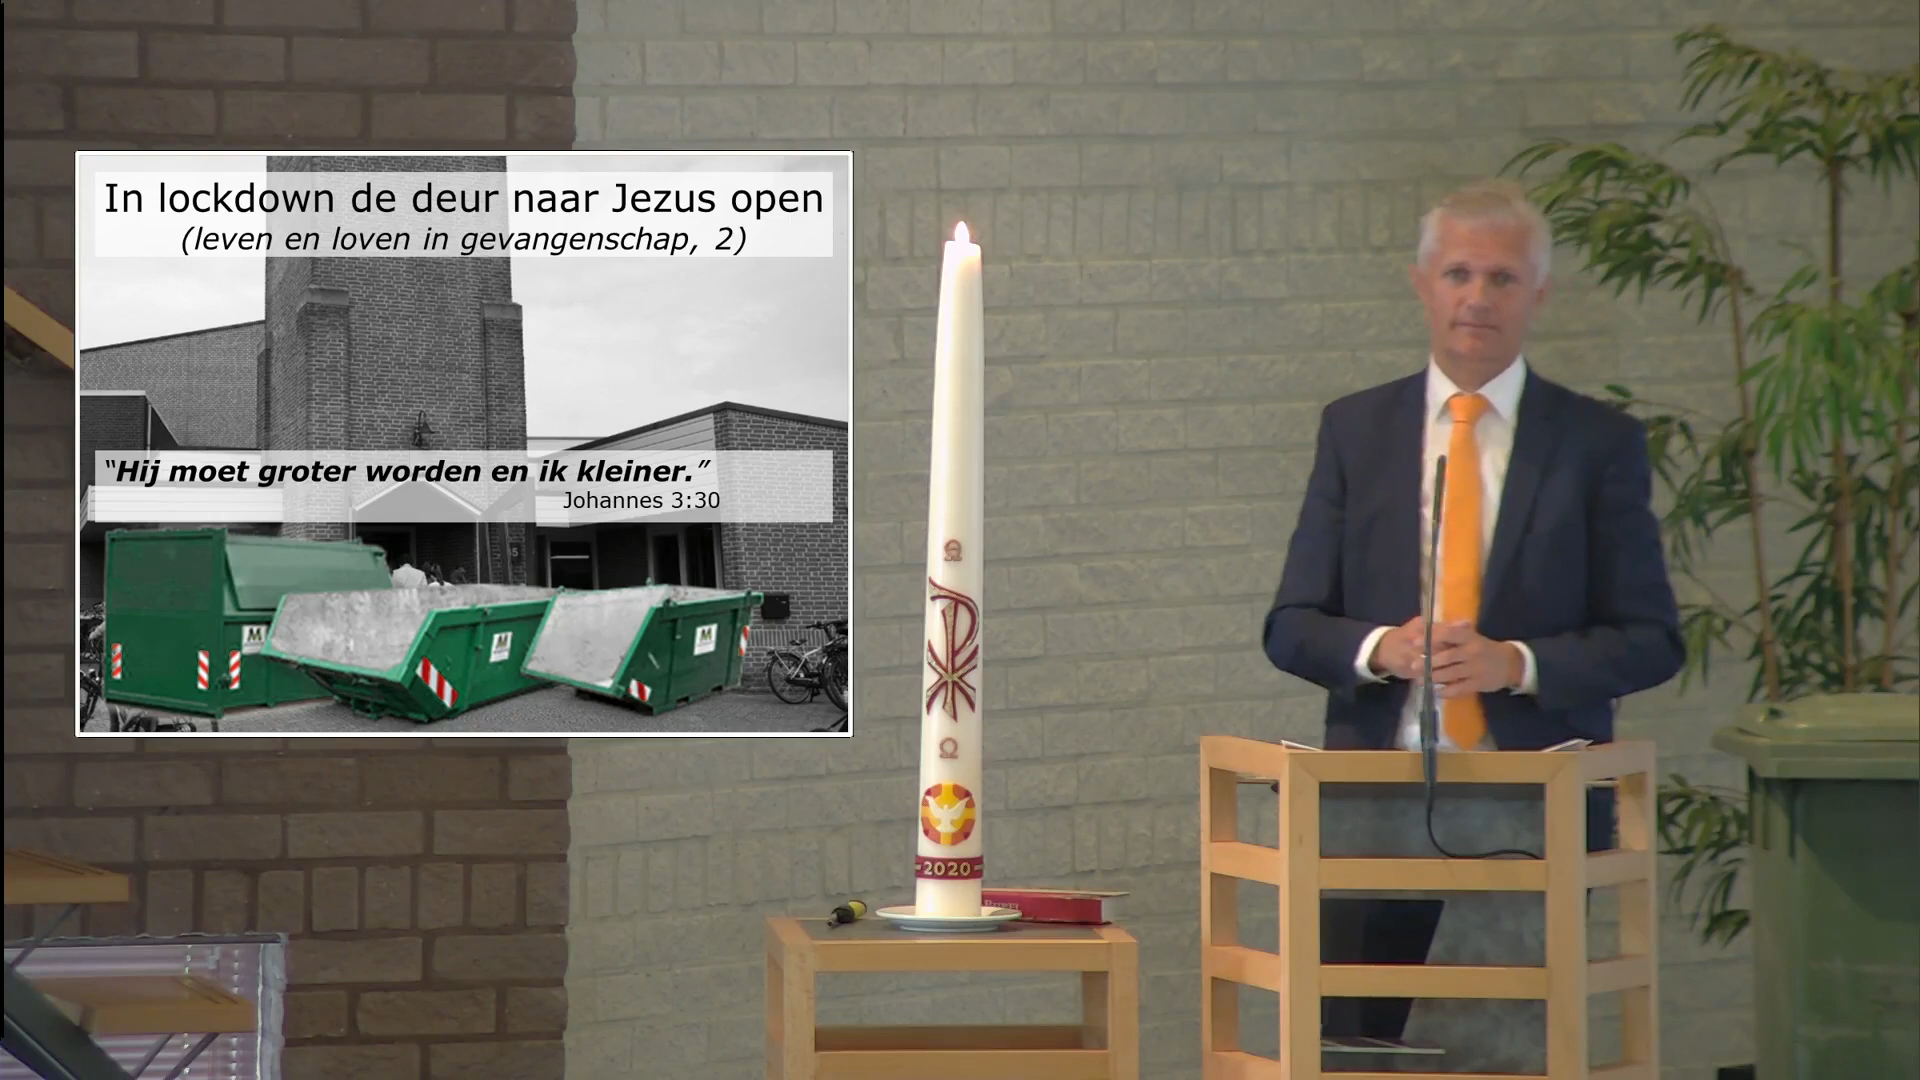 In lockdown de deur naar Jezus open
(leven en loven in gevangenschap, 2)
“Hij moet groter worden en ik kleiner.”
Johannes 3:30
M
M
M
Α
Ω
2020